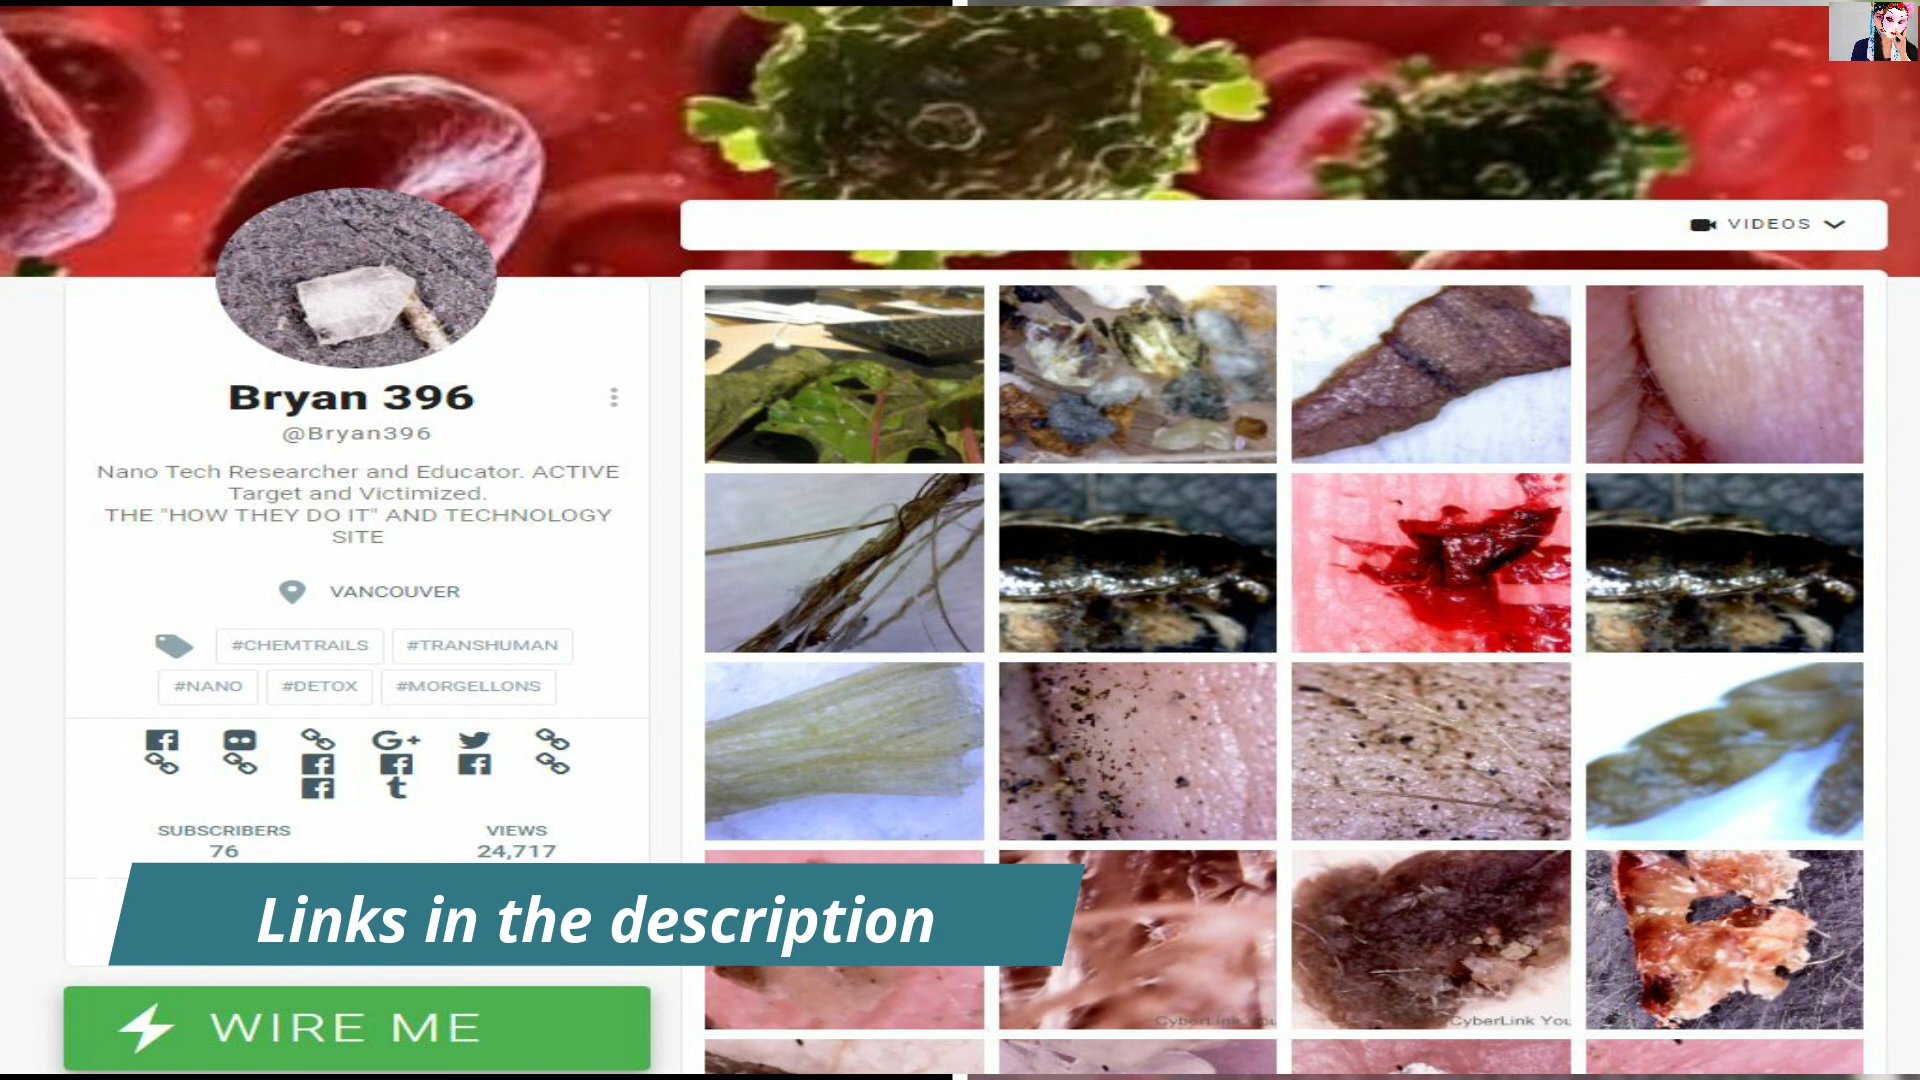 VIDEOS
Bryan 396
@Bryan396
Nano Tech Researcher and Educator. ACTIVE
Target and Victimized.
THE "HOW THEY DO IT" AND TECHNOLOGY
SITE
VANCOUVER
#CHEMTRAILS #TRANSHUMAN
#NANO #DETOX #MORGELLONS
G+
t
SUBSCRIBERS VIEWS
76 24,717
Links in the description
CyberLink You
CyberLink You
WIRE ME